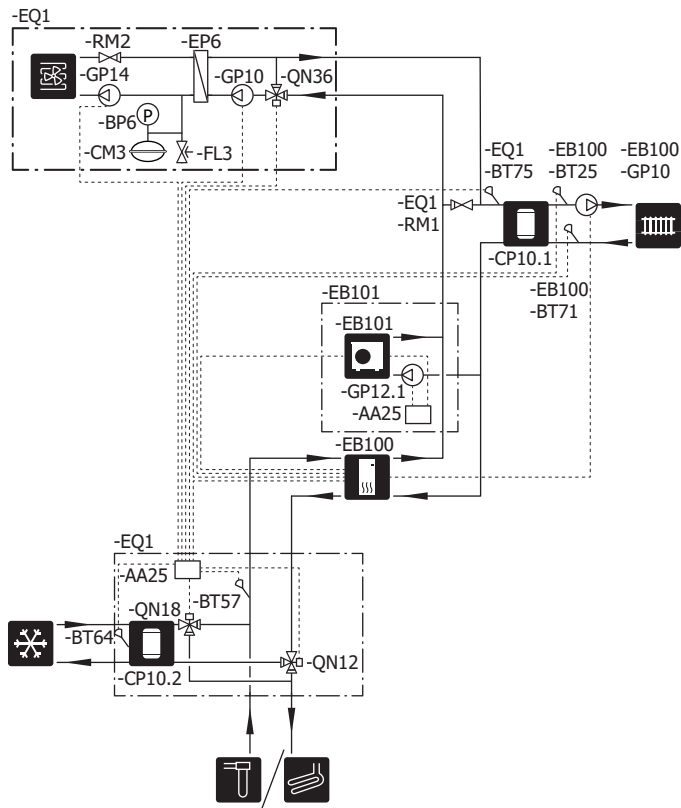 -EQ1
-RM2
-EP6
-GP14
-GP10
-QN36
-BP6
P
-CM3
-FL3
-EQ1
-BT75
-EB100
-BT25
-EB100
-GP10
-EQ1
-RM1
-CP10.1
-EB100
-BT71
-EB101
-EB101
-GP12.1
-AA25
-EB100
-EQ1
-AA25
-QN18
-BT57
-BT64
-CP10.2
-QN12